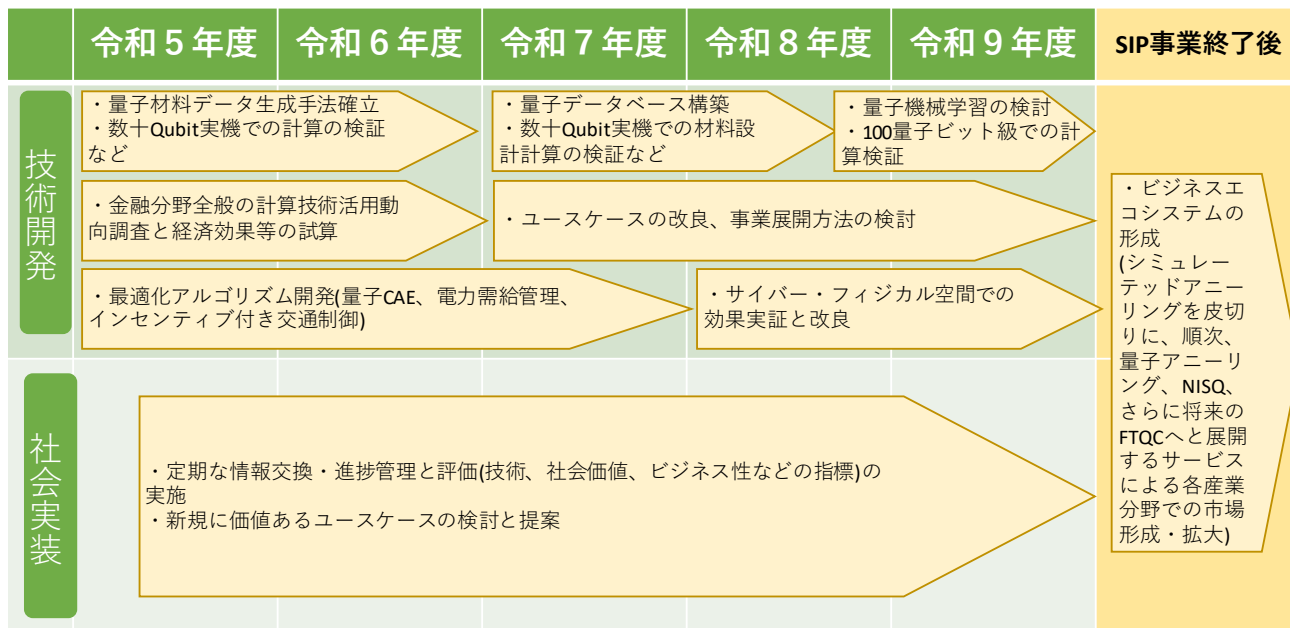 令和５年度
令和６年度
令和７年度
令和８年度
令和９年度
SIP事業終了後
技術開発
・量子材料データ生成手法確立
・数十Qubit実機での計算の検証
など
・量子データベース構築
・数十Qubit実機での材料設
計計算の検証など
・量子機械学習の検討
・100量子ビット級での計
算検証
・金融分野全般の計算技術活用動
向調査と経済効果等の試算
・ユースケースの改良、事業展開方法の検討
・最適化アルゴリズム開発(量子CAE、電力需給管理、
インセンティブ付き交通制御)
・サイバー・フィジカル空間での
効果実証と改良
社会実装
・定期な情報交換・進捗管理と評価(技術、社会価値、ビジネス性などの指標)の
実施
・新規に価値あるユースケースの検討と提案
・ビジネスエ
コシステムの
形成
(シミュレー
テッドアニー
リングを皮切
りに、順次、
量子アニーリ
ング、NISQ、
さらに将来の
FTQCへと展開
するサービス
による各産業
分野での市場
形成・拡大)